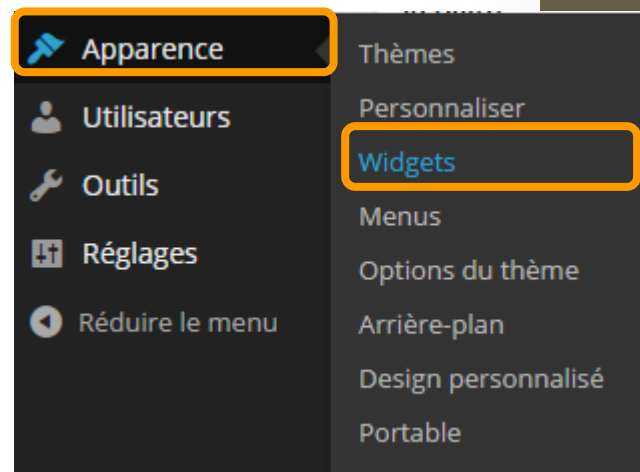 Apparence
Utilisateurs
Outils
Réglages
Réduire le menu
Thèmes
Personnaliser
Widgets
Menus
Options du thème
Arrière-plan
Design personnalisé
Portable